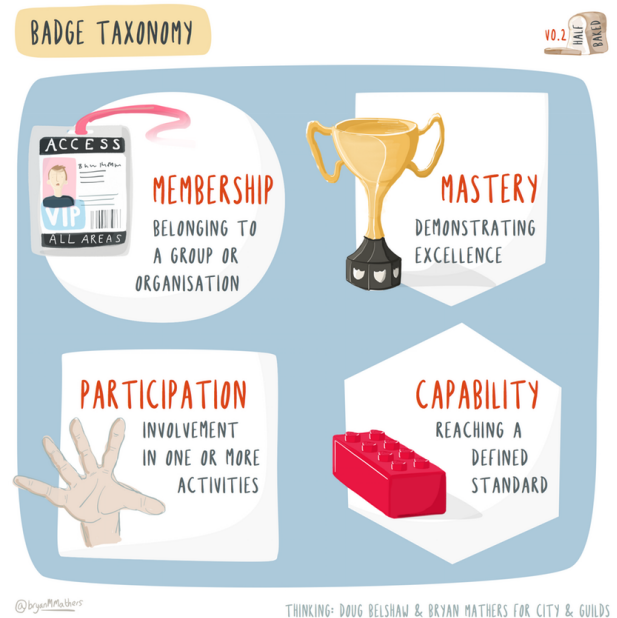 BADGE TAXONOMY
V0.2
HALF
BAKED
ACCESS
VIP
ALL AREAS
MEMBERSHIP
BELONGING TO
A GROUP OR
ORGANISATION
MASTERY
DEMONSTRATING
EXCELLENCE
PARTICIPATION
INVOLVEMENT
IN ONE OR MORE
ACTIVITIES
CAPABILITY
REACHING A
DEFINED
STANDARD
@bryanMMathers
THINKING: DOUG BELSHAW & BRYAN MATHERS FOR CITY & GUILDS